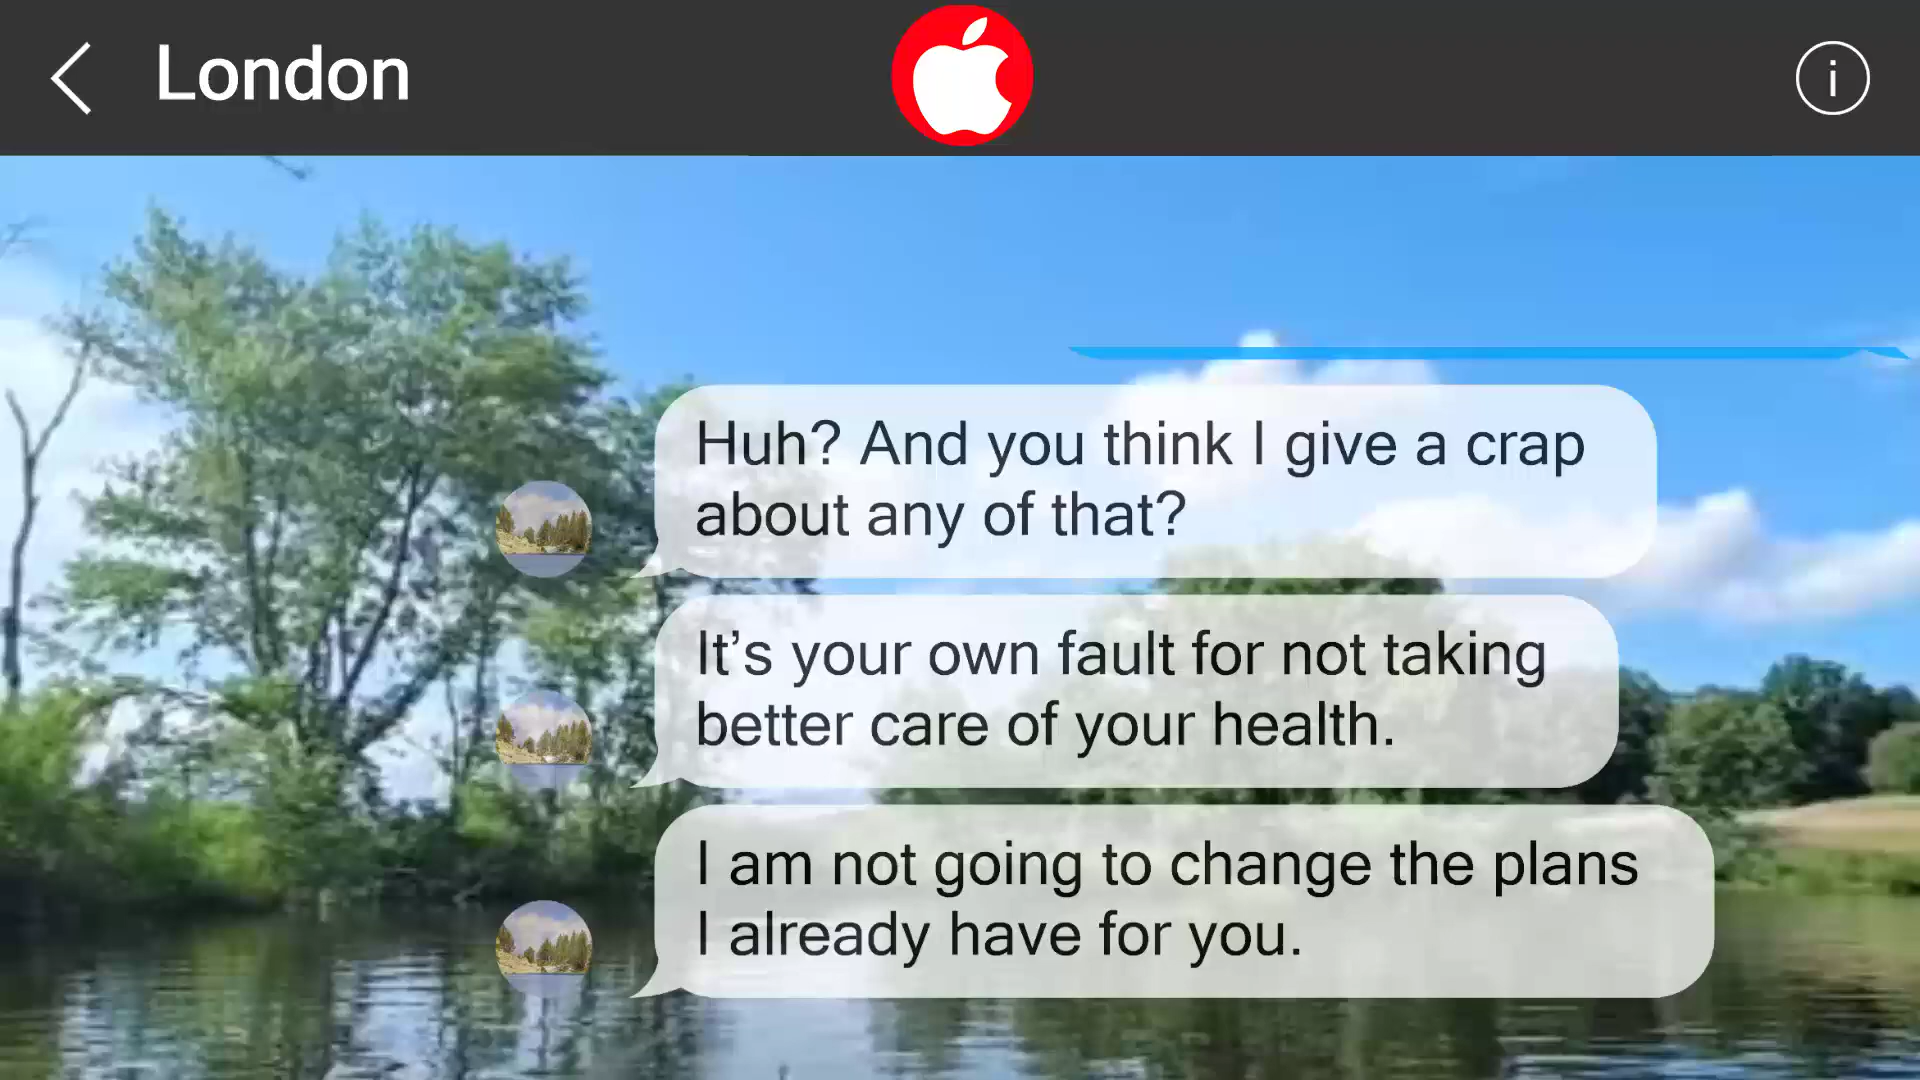 London
Huh? And you think I give a crap
about any of that?
It’s your own fault for not taking
better care of your health.
I am not going to change the plans
I already have for you.